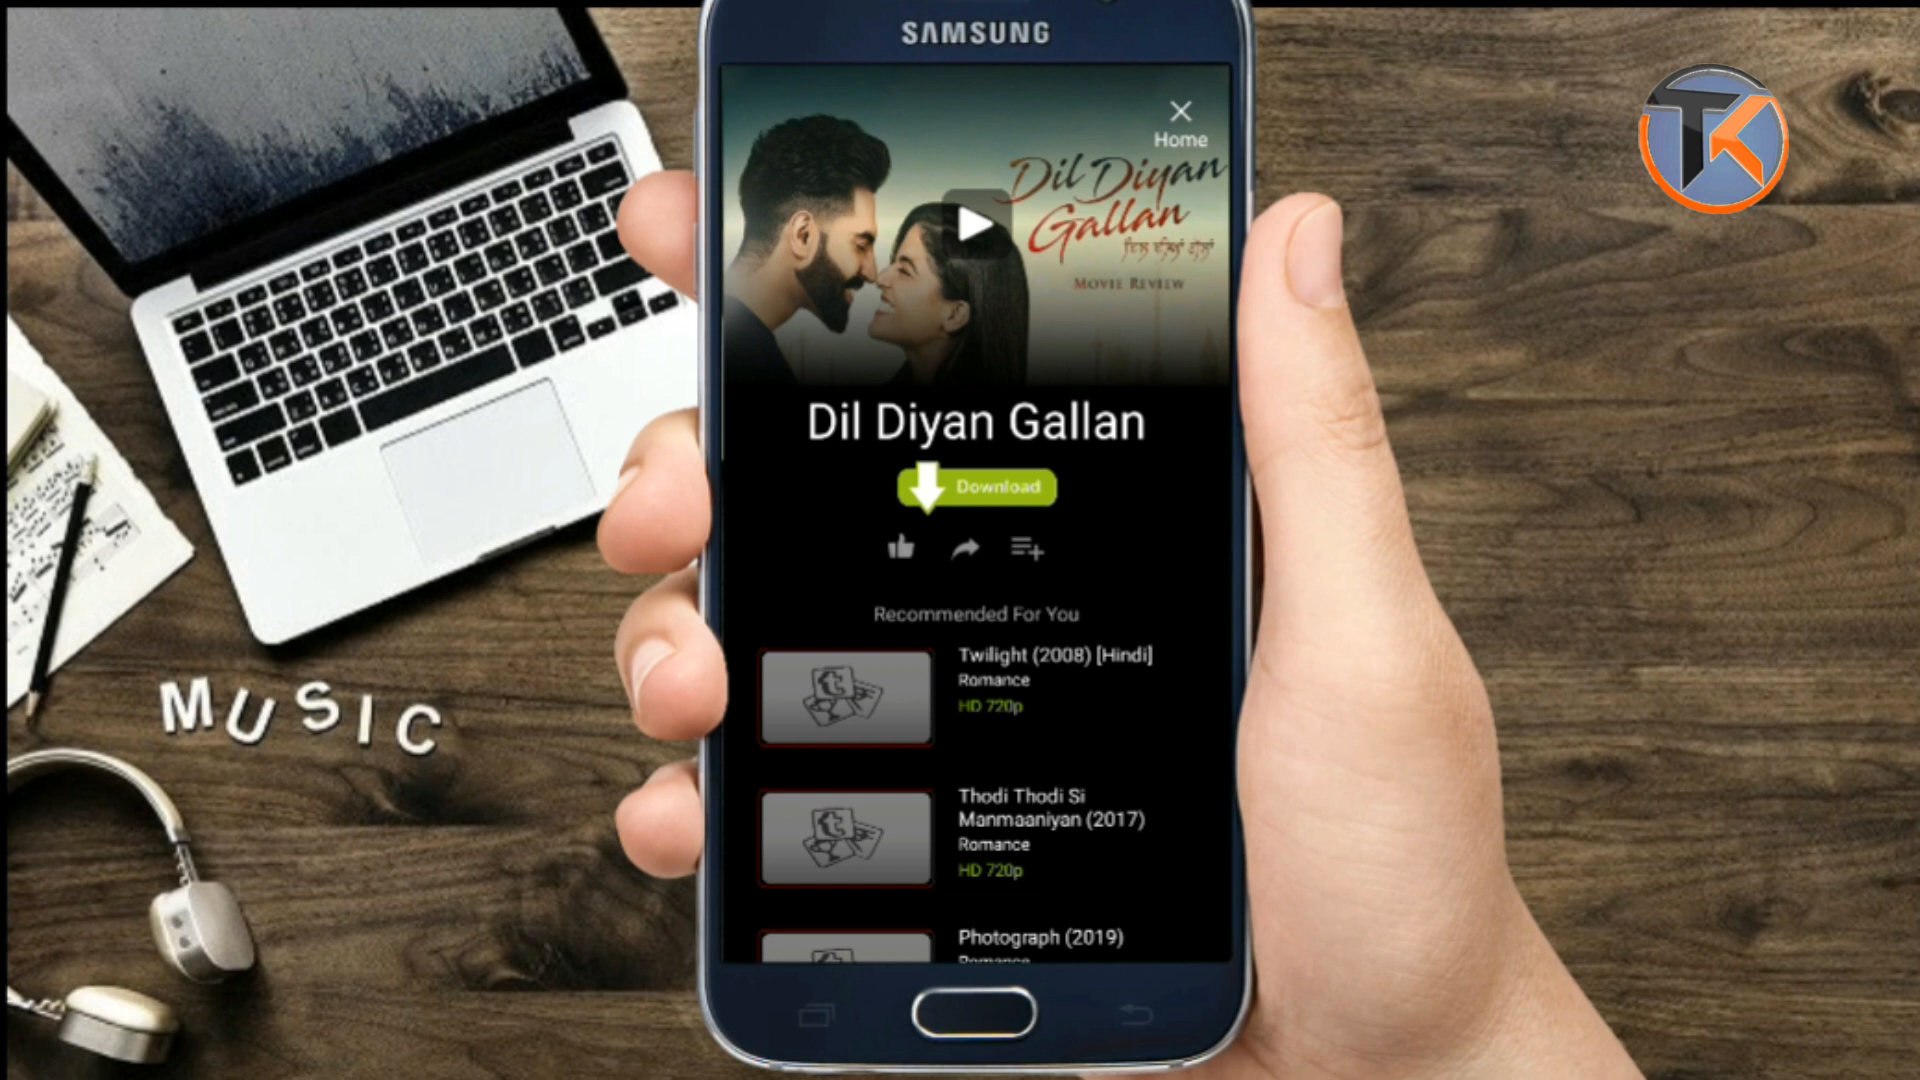 SAMSUNG
Home
Dil Diyan
Gallan
ਦਿਲ ਦੀਆਂ ਗੱਲਾਂ
MOVIE REVIEW
Dil Diyan Gallan
Download
Recommended For You
Twilight (2008) [Hindi]
Romance
HD 720p
Thodi Thodi Si
Manmaaniyan (2017)
Romance
HD 720p
Photograph (2019)
Romance
MUSIC
TK